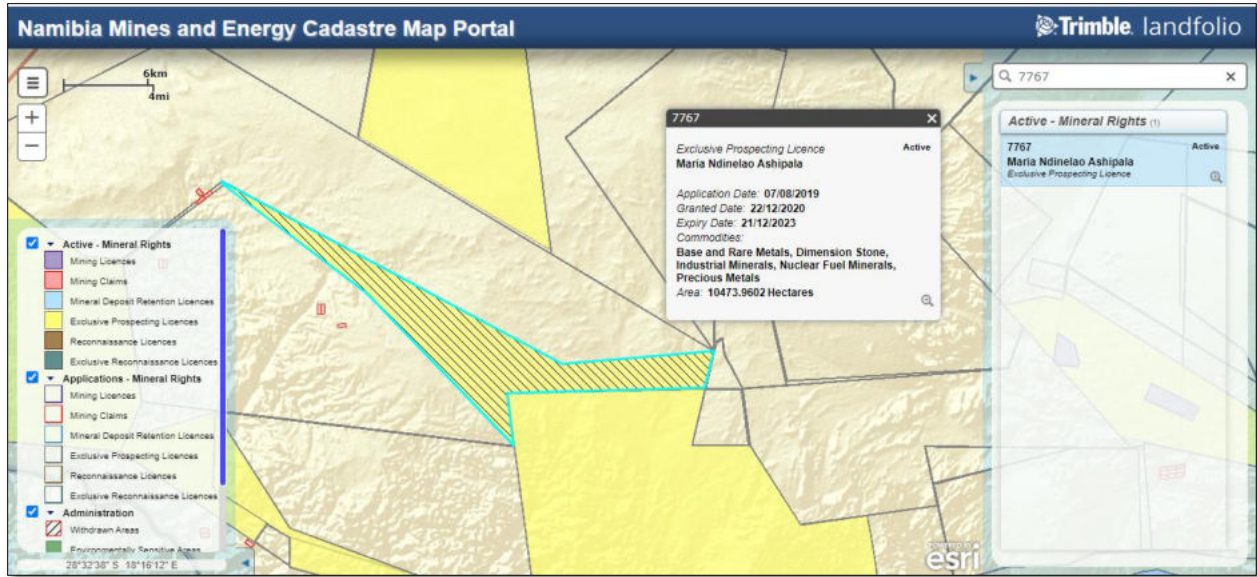 Namibia Mines and Energy Cadastre Map Portal
Trimble landfolio
6km
4mi
+
−
7767
7767
Exclusive Prospecting Licence Active
Maria Ndinelao Ashipala
Application Date: 07/08/2019
Granted Date: 22/12/2020
Expiry Date: 21/12/2023
Commodities:
Base and Rare Metals, Dimension Stone,
Industrial Minerals, Nuclear Fuel Minerals,
Precious Metals
Area: 10473.9602 Hectares
Active - Mineral Rights (1)
7767 Active
Maria Ndinelao Ashipala
Exclusive Prospecting Licence
Active - Mineral Rights
Mining Licences
Mining Claims
Mineral Deposit Retention Licences
Exclusive Prospecting Licences
Reconnaissance Licences
Exclusive Reconnaissance Licences
Applications - Mineral Rights
Mining Licences
Mining Claims
Mineral Deposit Retention Licences
Exclusive Prospecting Licences
Reconnaissance Licences
Exclusive Reconnaissance Licences
Administration
Withdrawn Areas
Environmentally Sensitive Areas
28°32'38" S 18°16'12" E
POWERED BY
esri